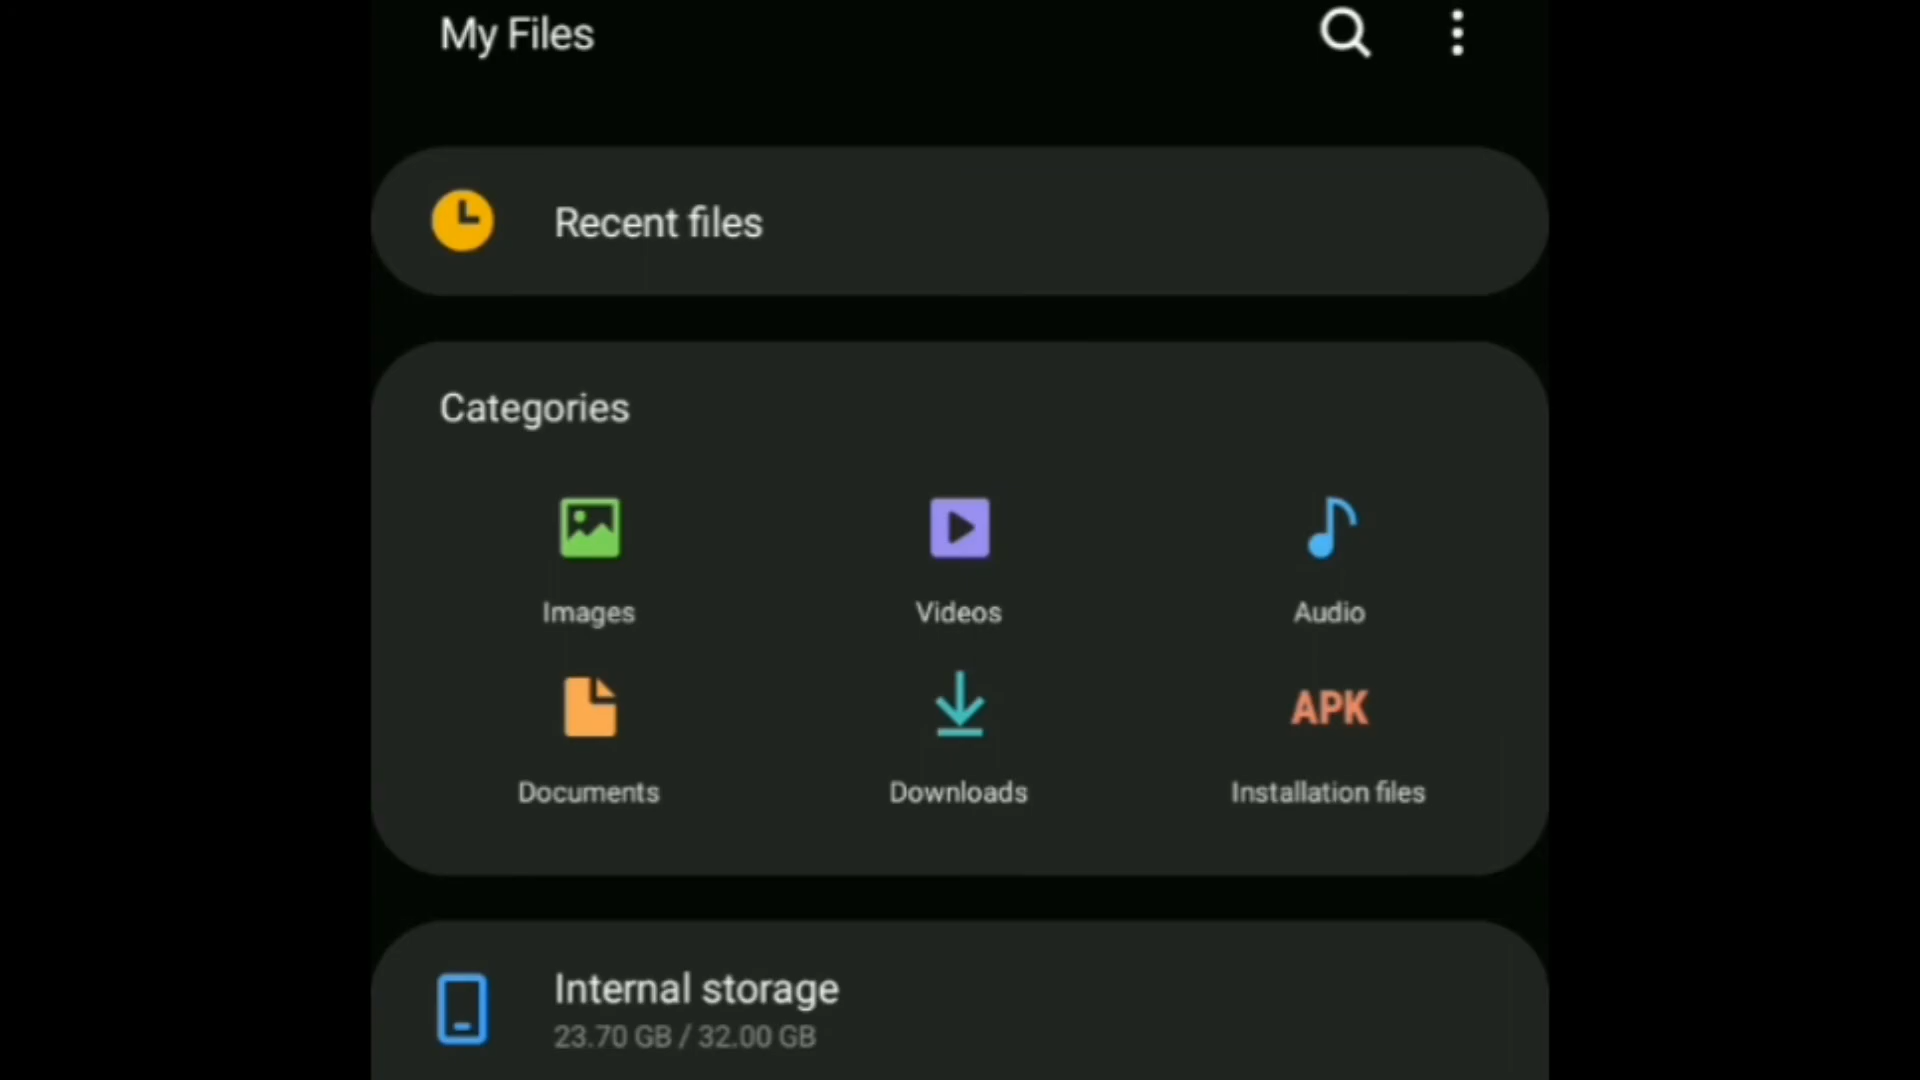 My Files
Recent files
Categories
Images
Videos
Audio
APK
Documents
Downloads
Installation files
Internal storage
23.70 GB / 32.00 GB